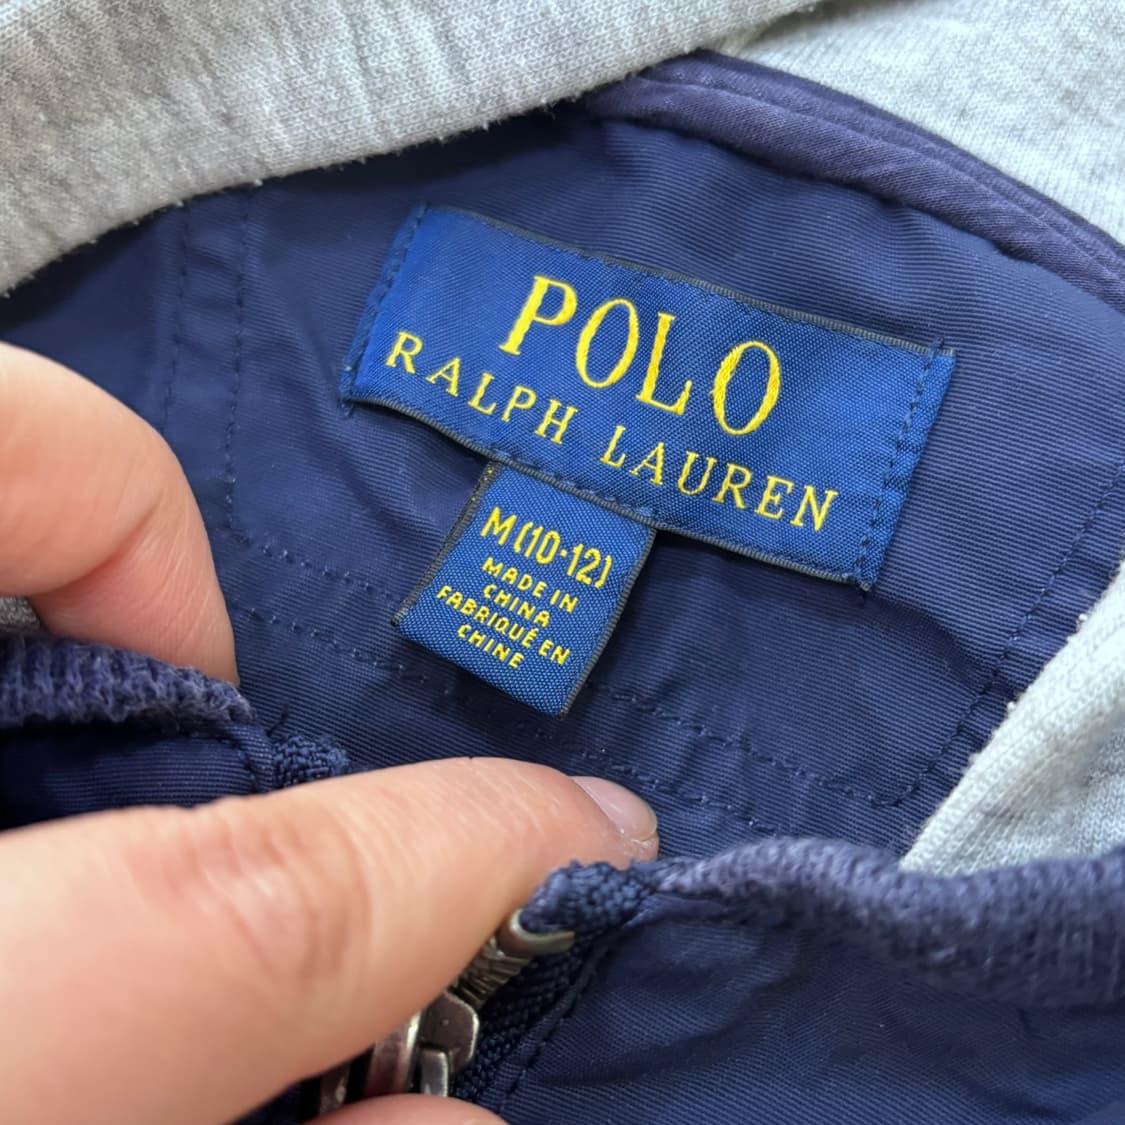 POLO
RALPH LAUREN
M (10-12)
MADE IN
CHINA
FABRIQUÉ EN
CHINE